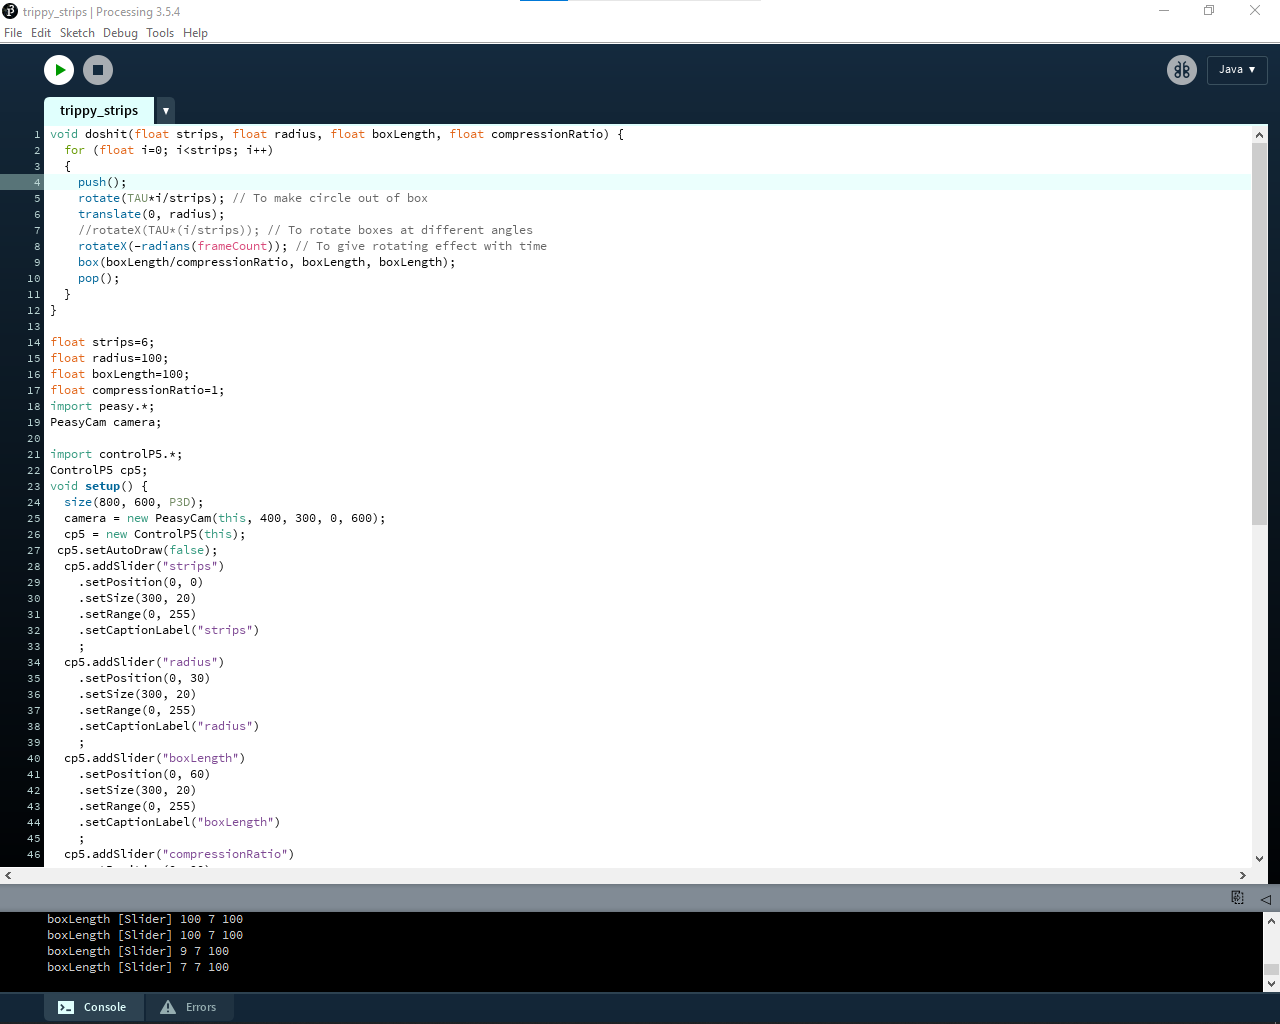 trippy_strips | Processing 3.5.4
File Edit Sketch Debug Tools Help
Java ▼
trippy_strips ▼
1 void doshit(float strips, float radius, float boxLength, float compressionRatio) {
2   for (float i=0; i<strips; i++)
3   {
4     push();
5     rotate(TAU*i/strips); // To make circle out of box
6     translate(0, radius);
7     //rotateX(TAU*(i/strips)); // To rotate boxes at different angles
8     rotateX(-radians(frameCount)); // To give rotating effect with time
9     box(boxLength/compressionRatio, boxLength, boxLength);
10     pop();
11   }
12 }
13
14 float strips=6;
15 float radius=100;
16 float boxLength=100;
17 float compressionRatio=1;
18 import peasy.*;
19 PeasyCam camera;
20
21 import controlP5.*;
22 ControlP5 cp5;
23 void setup() {
24   size(800, 600, P3D);
25   camera = new PeasyCam(this, 400, 300, 0, 600);
26   cp5 = new ControlP5(this);
27  cp5.setAutoDraw(false);
28   cp5.addSlider("strips")
29     .setPosition(0, 0)
30     .setSize(300, 20)
31     .setRange(0, 255)
32     .setCaptionLabel("strips")
33     ;
34   cp5.addSlider("radius")
35     .setPosition(0, 30)
36     .setSize(300, 20)
37     .setRange(0, 255)
38     .setCaptionLabel("radius")
39     ;
40   cp5.addSlider("boxLength")
41     .setPosition(0, 60)
42     .setSize(300, 20)
43     .setRange(0, 255)
44     .setCaptionLabel("boxLength")
45     ;
46   cp5.addSlider("compressionRatio")
boxLength [Slider] 100 7 100
boxLength [Slider] 100 7 100
boxLength [Slider] 9 7 100
boxLength [Slider] 7 7 100
Console Errors